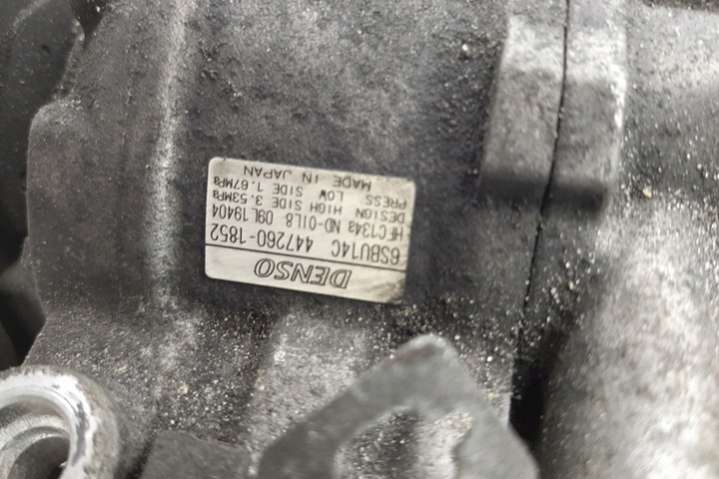 DENSO
6SBU14C 447260-1852
HFC134a ND-OIL8 09L19404
DESIGN HIGH SIDE 3.53MPa
PRESS LOW SIDE 1.67MPa
MADE IN JAPAN